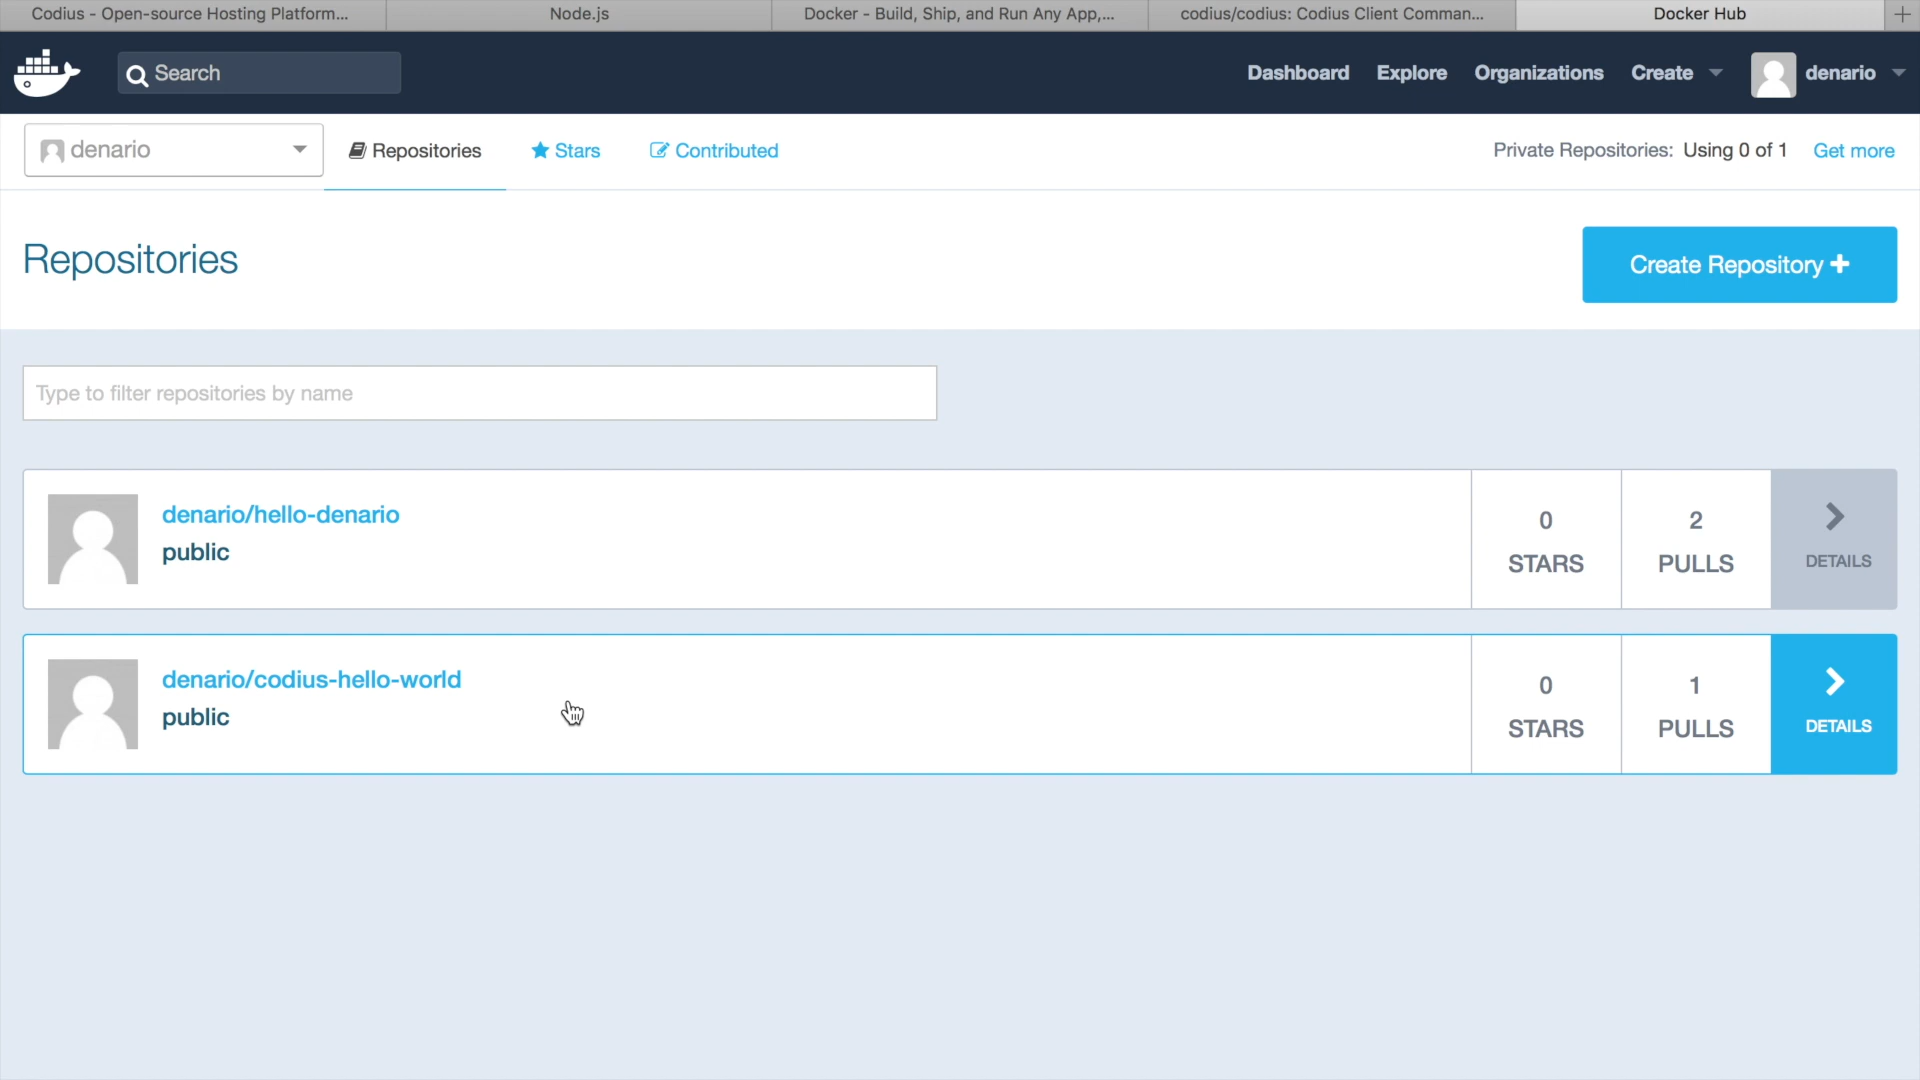 Codius - Open-source Hosting Platform...
Node.js
Docker - Build, Ship, and Run Any App,...
codius/codius: Codius Client Comman...
Docker Hub
Search
Dashboard
Explore
Organizations
Create
denario
denario
Repositories
Stars
Contributed
Private Repositories: Using 0 of 1
Get more
Repositories
Create Repository +
Type to filter repositories by name
denario/hello-denario
public
0
STARS
2
PULLS
DETAILS
denario/codius-hello-world
public
0
STARS
1
PULLS
DETAILS